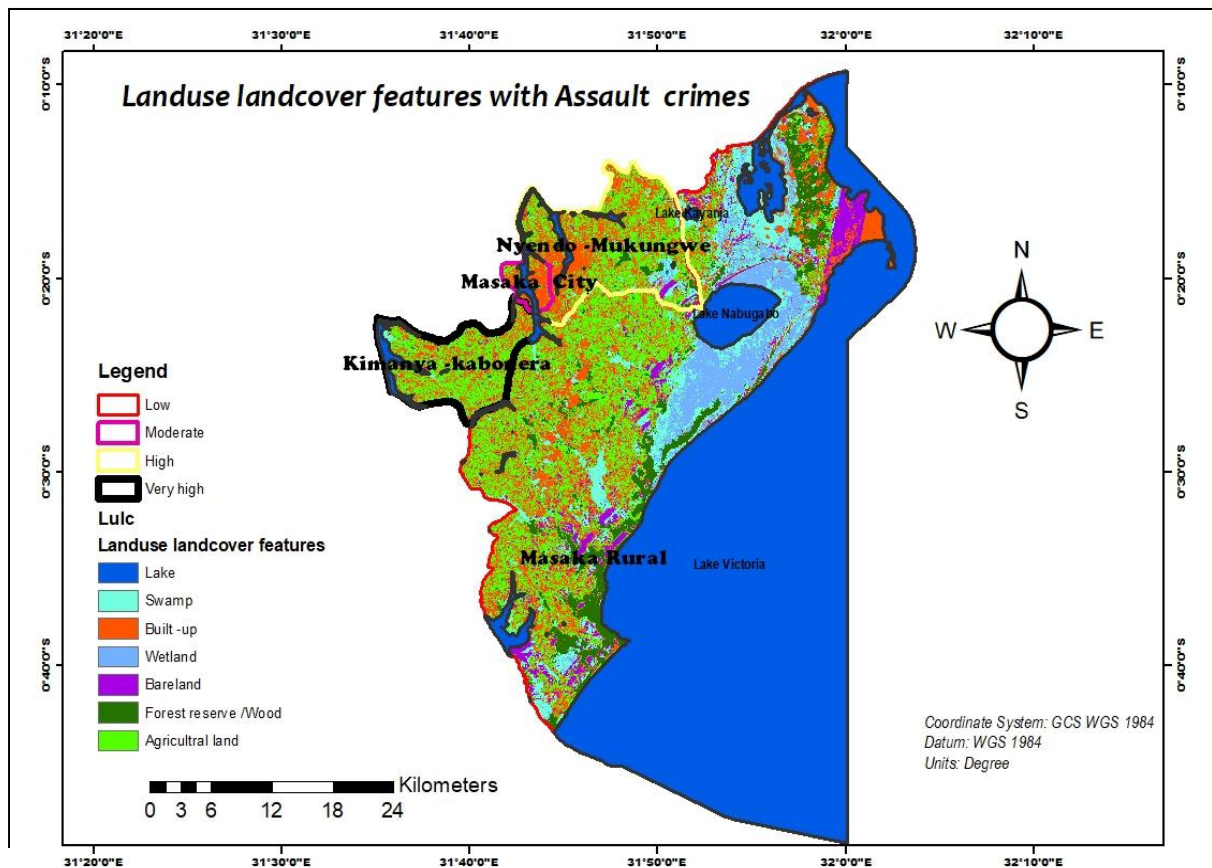 31°20'0"E 31°30'0"E 31°40'0"E 31°50'0"E 32°0'0"E 32°10'0"E
Landuse landcover features with Assault crimes
0°10'0"S 0°10'0"S
Lake Kayanja
Nyendo -Mukungwe
N
0°20'0"S 0°20'0"S
Masaka City
Lake Nabugabo
W E
Kimanya -kabonera
S
Legend
Low
Moderate
High
0°30'0"S 0°30'0"S
Very high
Lulc
Landuse landcover features
Masaka Rural
Lake Victoria
Lake
Swamp
Built -up
Wetland
0°40'0"S 0°40'0"S
Bareland
Forest reserve /Wood
Agricultral land
Coordinate System: GCS WGS 1984
Datum: WGS 1984
Units: Degree
Kilometers
0 3 6 12 18 24
31°20'0"E 31°30'0"E 31°40'0"E 31°50'0"E 32°0'0"E 32°10'0"E